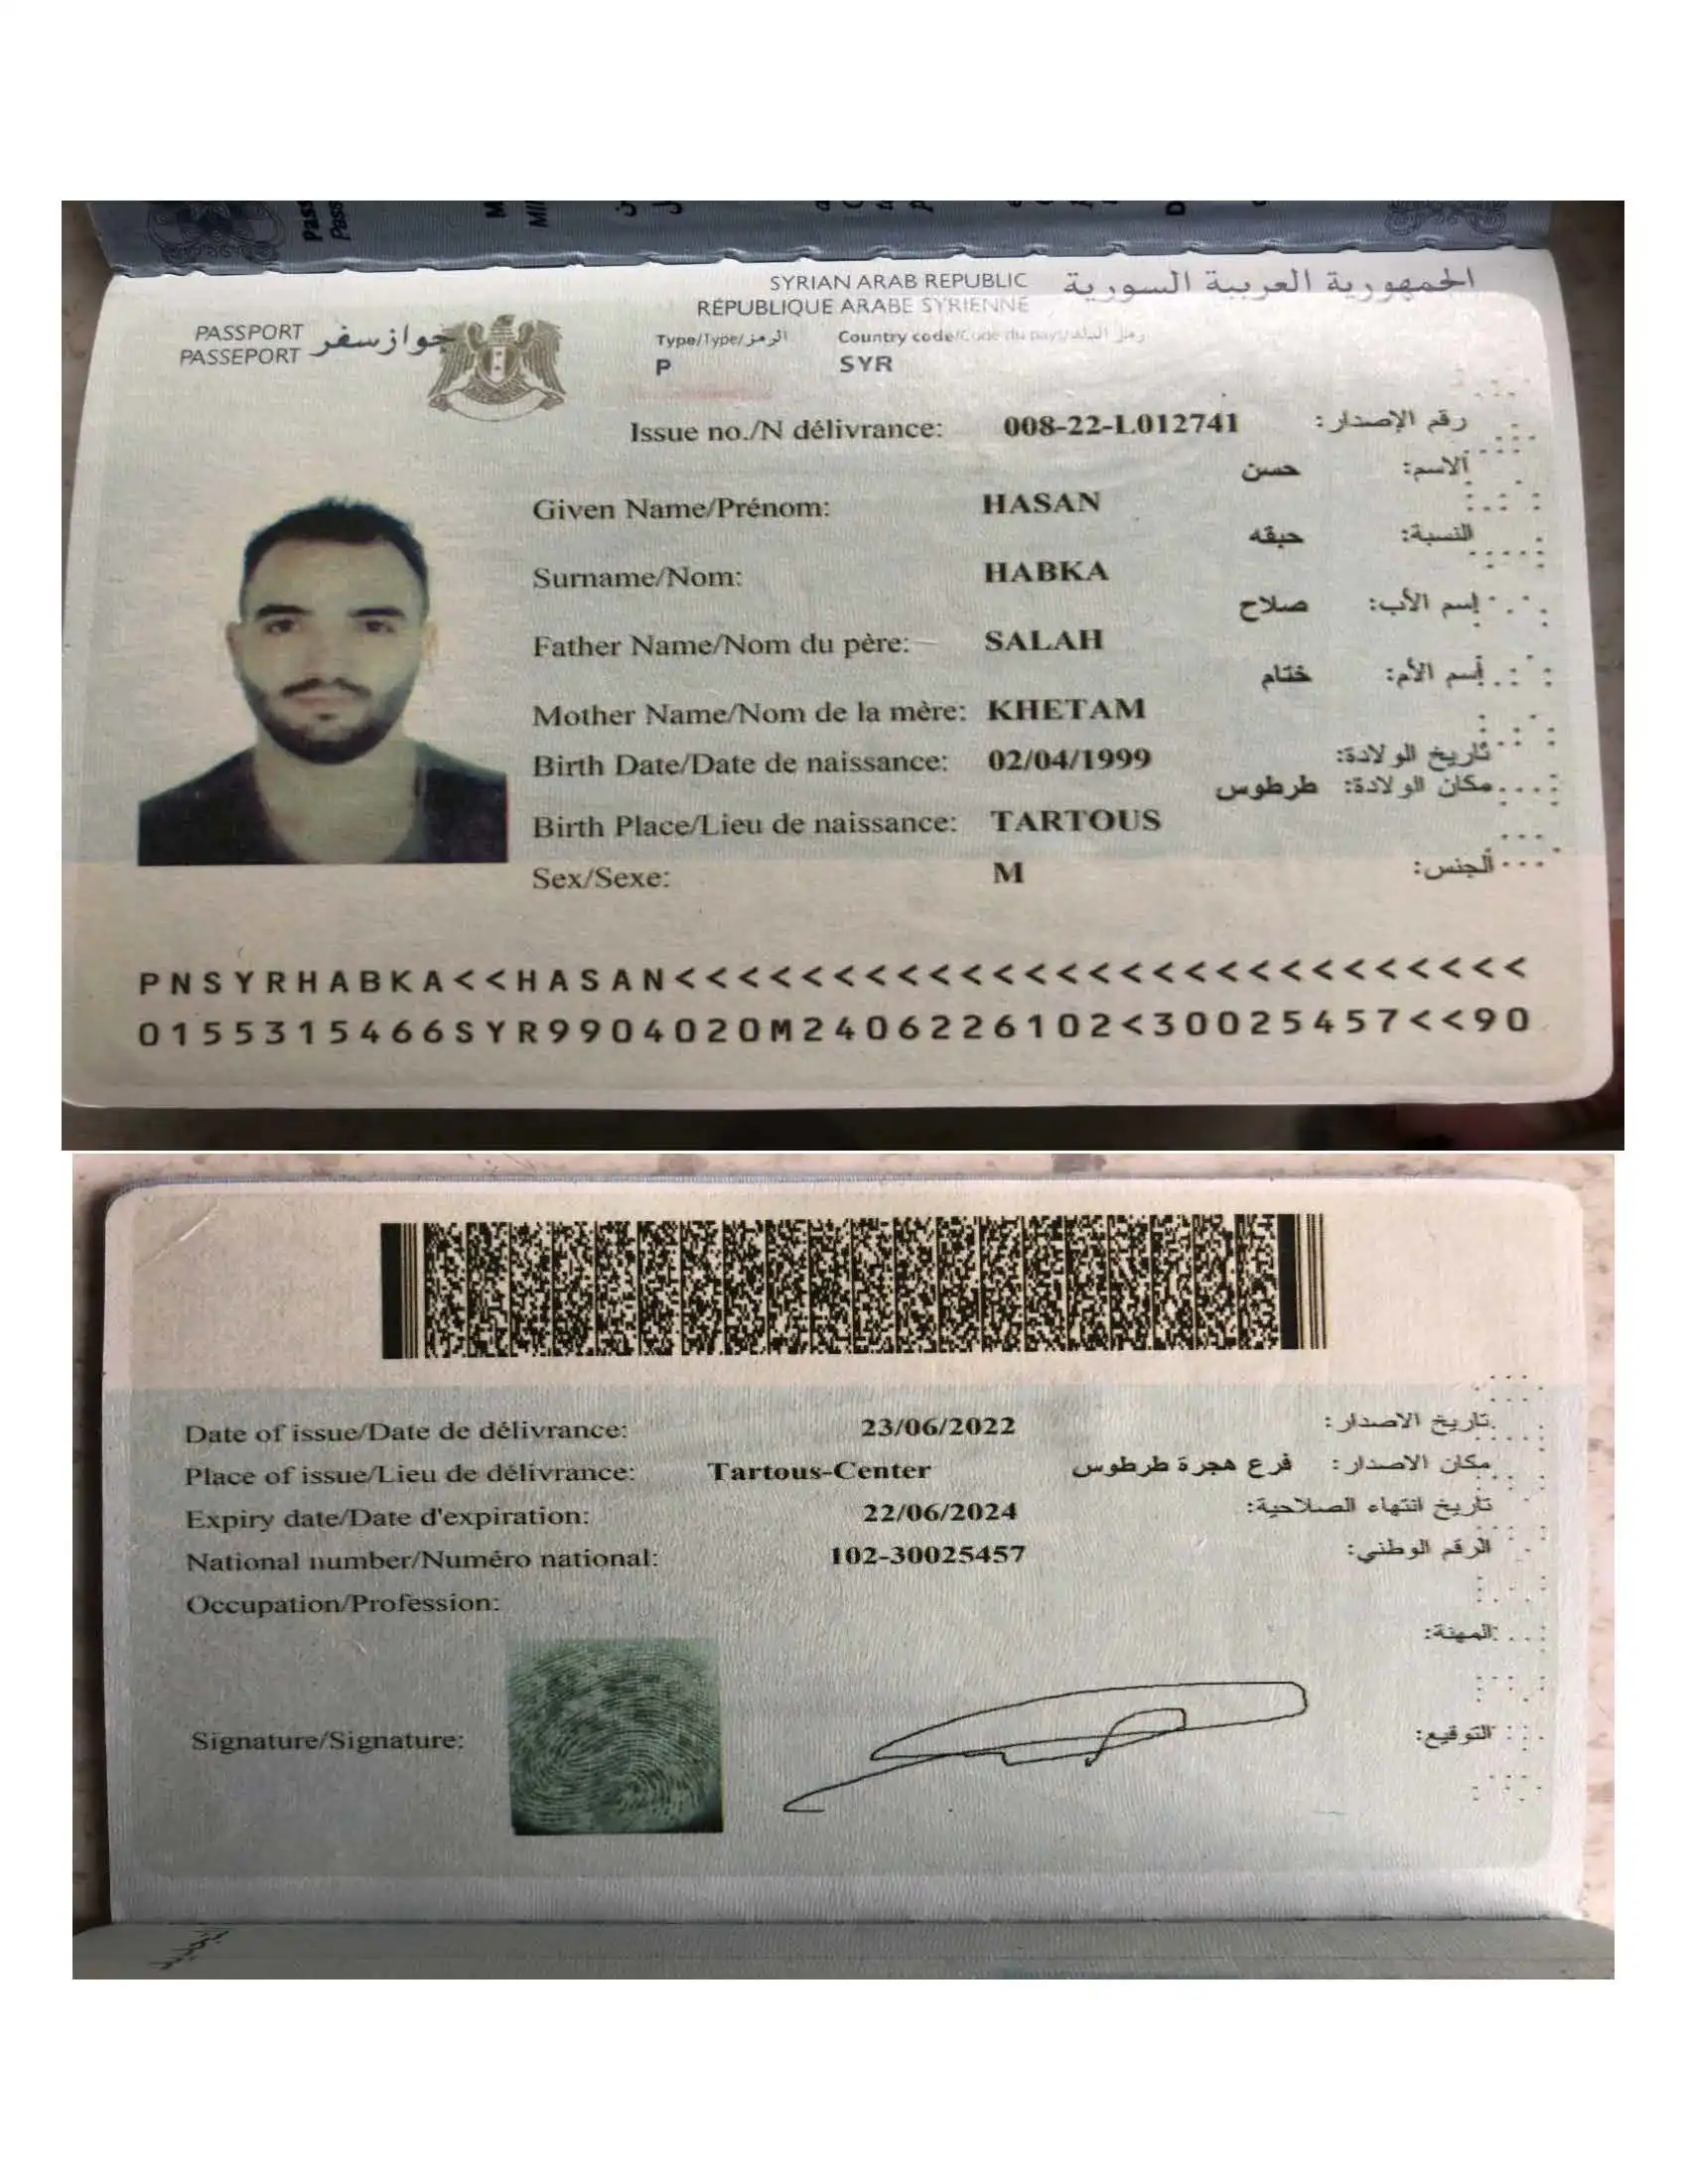 SYRIAN ARAB REPUBLIC الجمهورية العربية السورية
RÉPUBLIQUE ARABE SYRIENNE
PASSPORT جواز سفر
PASSEPORT
Type/Type/الرمز Country code/Code du pays/رمز البلد
P SYR
Issue no./N délivrance: 008-22-L012741 رقم الإصدار:
حسن الاسم:
Given Name/Prénom: HASAN
حبقه النسبة:
Surname/Nom: HABKA
صلاح إسم الأب:
Father Name/Nom du père: SALAH
ختام أسم الأم:
Mother Name/Nom de la mère: KHETAM
Birth Date/Date de naissance: 02/04/1999 تاريخ الولادة:
طرطوس مكان الولادة:
Birth Place/Lieu de naissance: TARTOUS
Sex/Sexe: M الجنس:
PNSYRHABKA<<HASAN<<<<<<<<<<<<<<<<<<<<<<<<<<<
0155315466SYR9904020M2406226102<30025457<<90
Date of issue/Date de délivrance: 23/06/2022 تاريخ الاصدار:
Place of issue/Lieu de délivrance: Tartous-Center فرع هجرة طرطوس مكان الاصدار:
Expiry date/Date d'expiration: 22/06/2024 تاريخ انتهاء الصلاحية:
National number/Numéro national: 102-30025457 الرقم الوطني:
Occupation/Profession:
المهنة:
Signature/Signature: التوقيع: